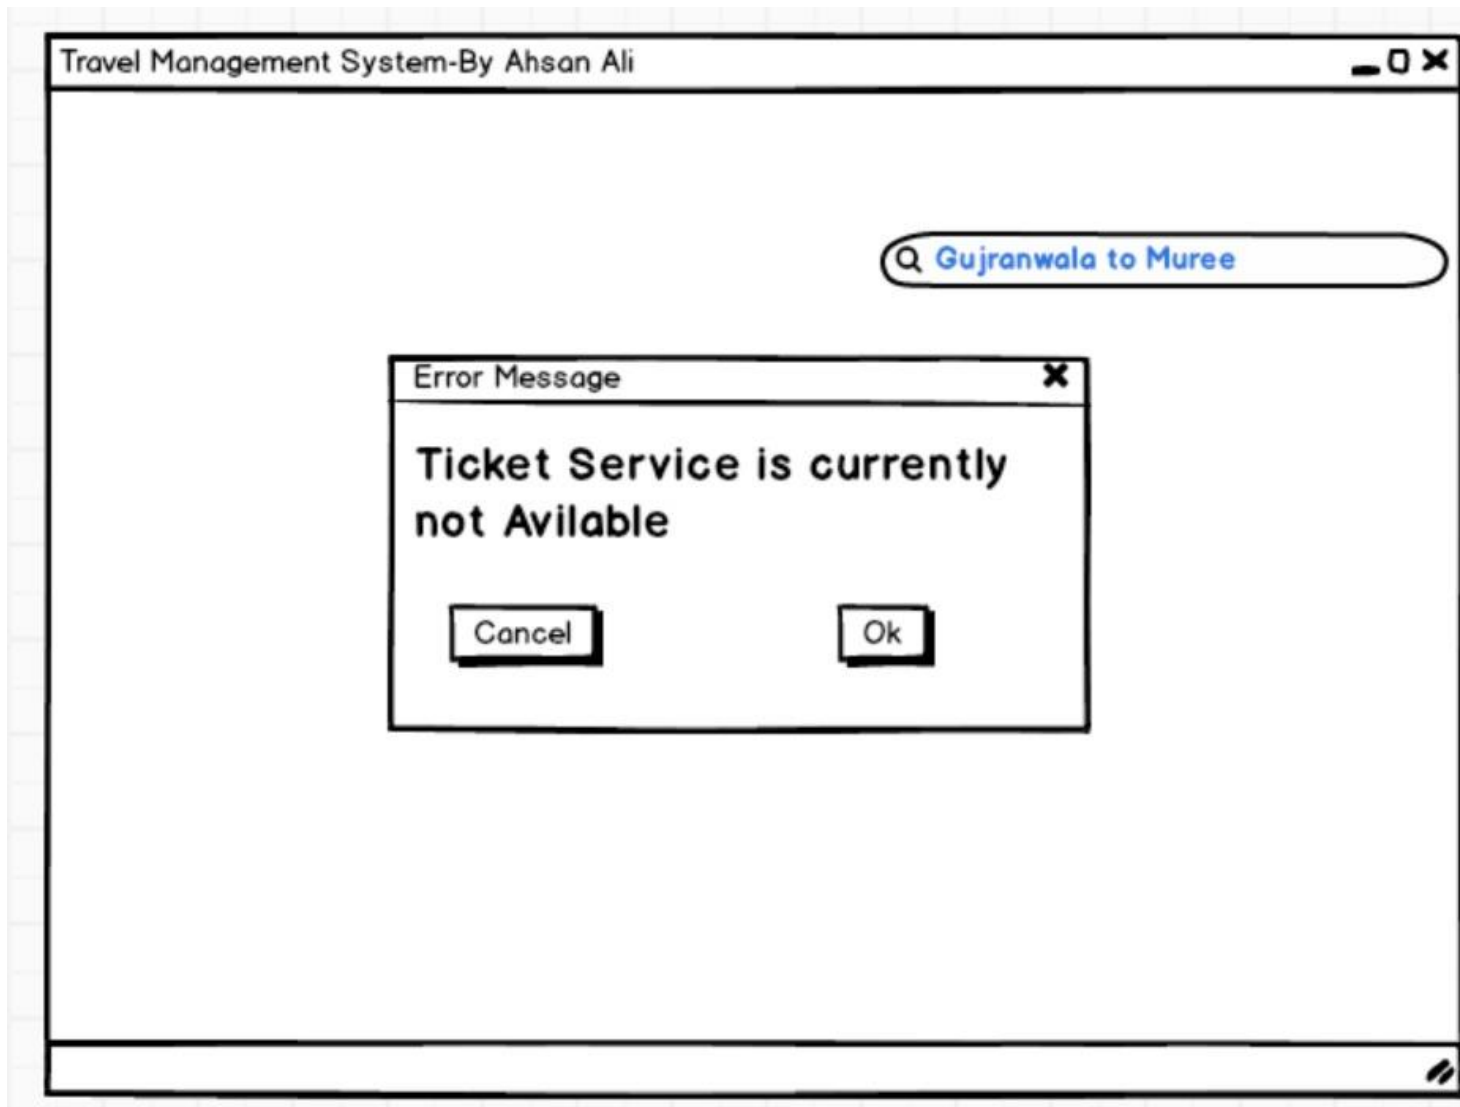 Travel Management System-By Ahsan Ali
Gujranwala to Muree
Error Message
Ticket Service is currently
not Avilable
Cancel
Ok